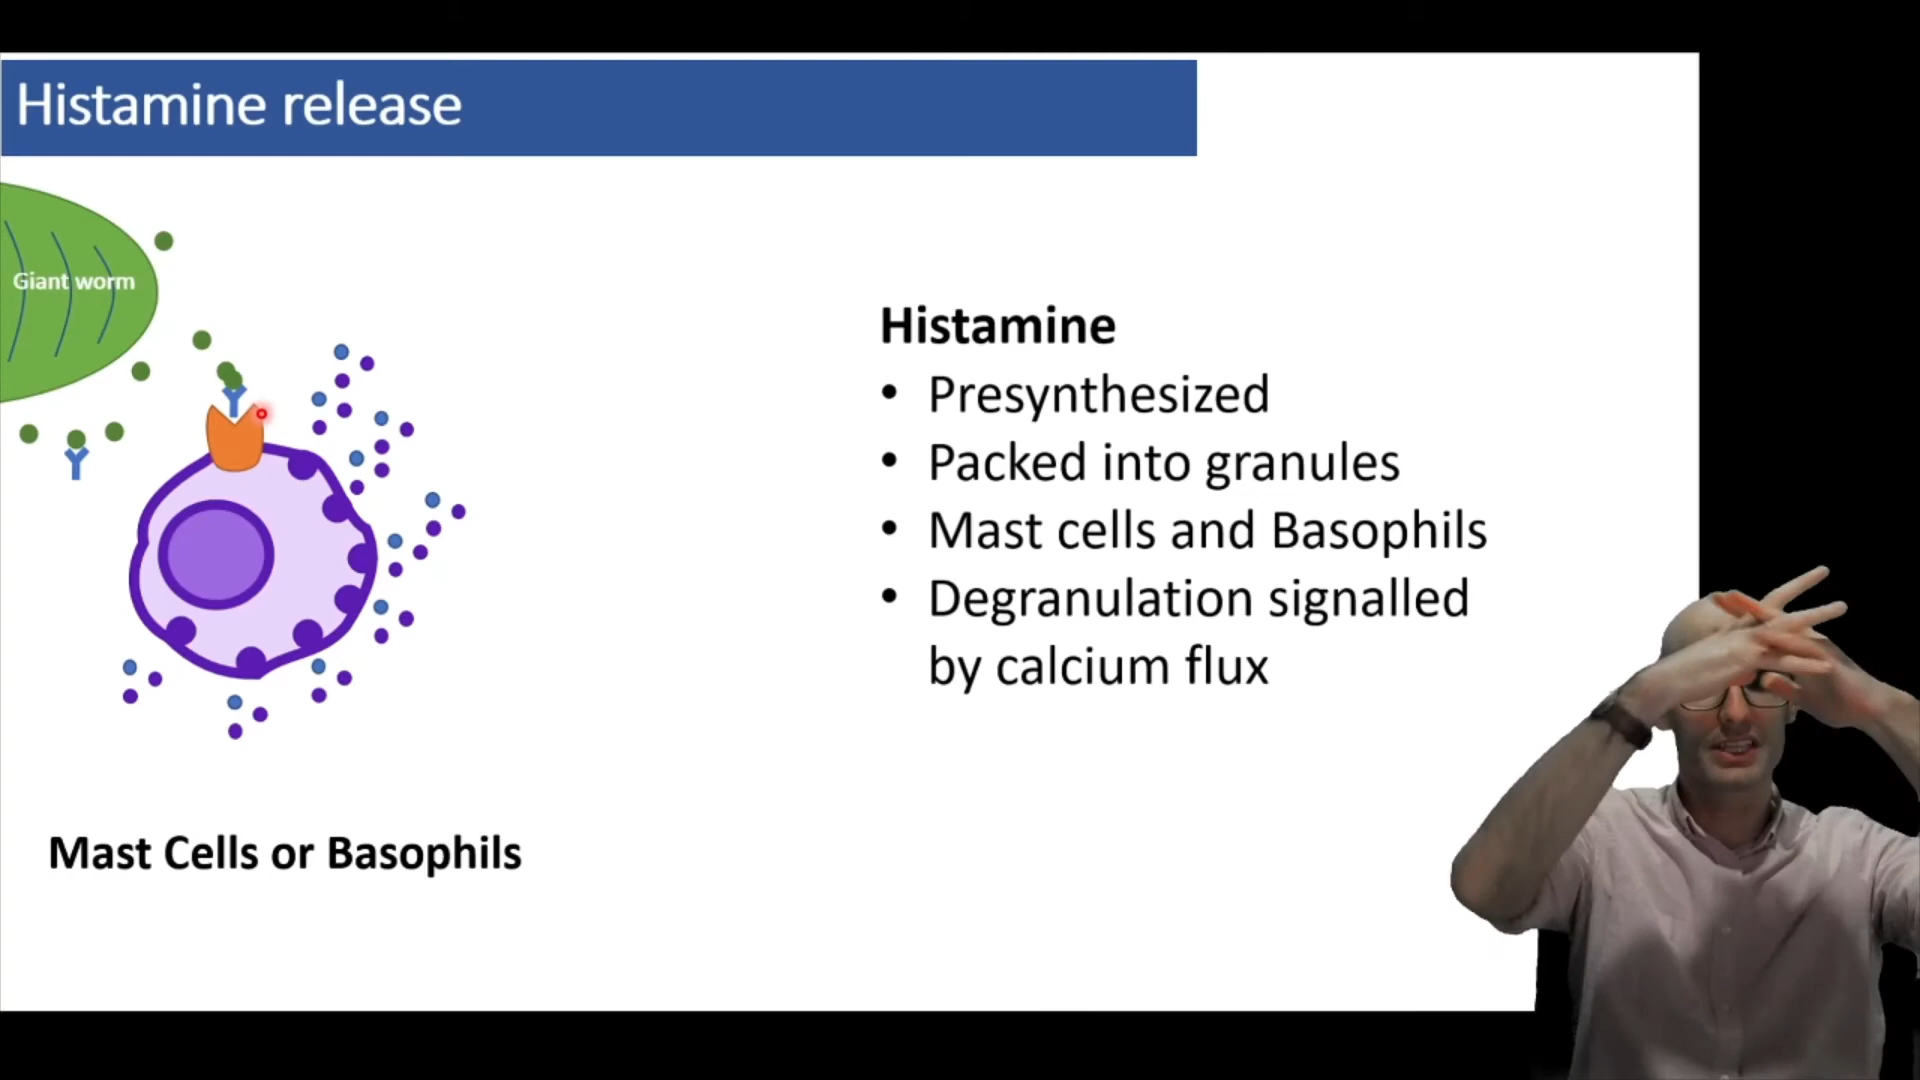 Histamine release
Giant worm
Histamine
• Presynthesized
• Packed into granules
• Mast cells and Basophils
• Degranulation signalled
by calcium flux
Mast Cells or Basophils